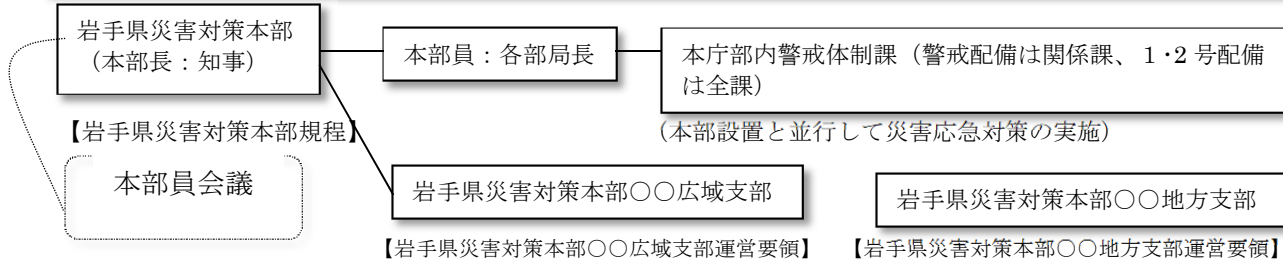 岩手県災害対策本部
（本部長：知事）
本部員：各部局長
本庁部内警戒体制課（警戒配備は関係課、１･２号配備
は全課）
【岩手県災害対策本部規程】
(本部設置と並行して災害応急対策の実施）
本部員会議
岩手県災害対策本部○○広域支部
岩手県災害対策本部○○地方支部
【岩手県災害対策本部○○広域支部運営要領】
【岩手県災害対策本部○○地方支部運営要領】